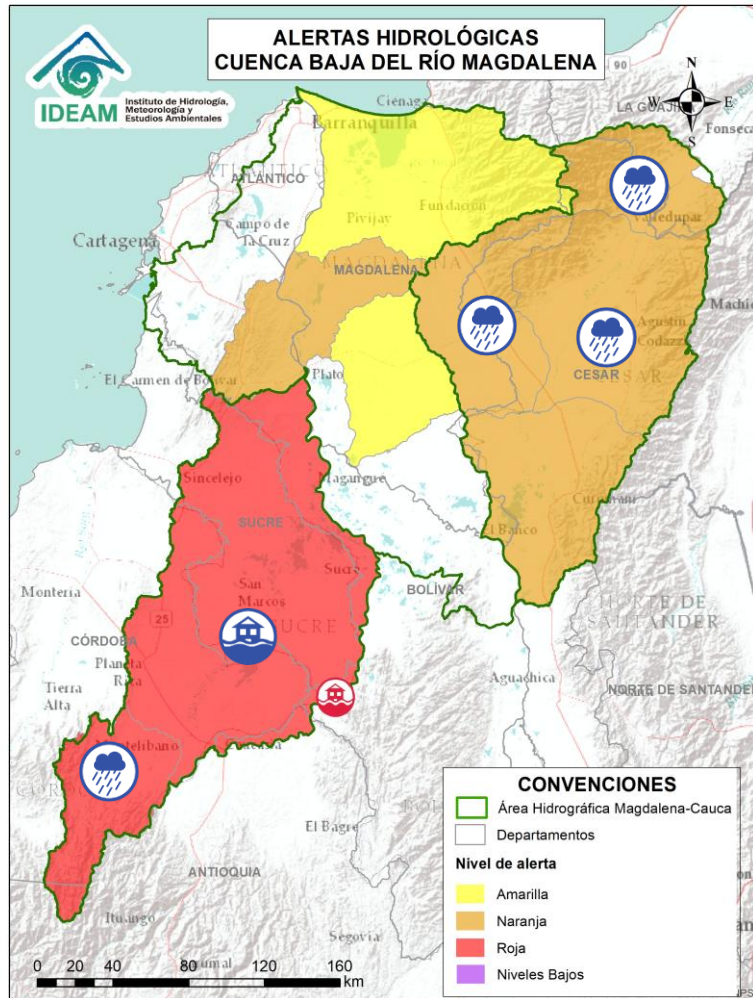 ALERTAS HIDROLÓGICAS
CUENCA BAJA DEL RÍO MAGDALENA
IDEAM
Instituto de Hidrología,
Meteorología y
Estudios Ambientales
90
N
W
E
S
LA GUAJI
Fonseca
Ciénaga
Barranquilla
ATLÁNTICO
Valledupar
Pivijay
Fundación
Campo de
la Cruz
Cartagena
MAGDALENA
Agustín
Codazzi
CESAR
El Carmen de Bolívar
Plato
Sincelejo
Magangue
SUCRE
El Banco
Sucre
San
Marcos
SUCRE
BOLÍVAR
Montería
25
CÓRDOBA
Planeta
Rica
Tierra
Alta
NORTE DE
SANTANDER
NORTE DE SANTANDER
Aguachica
Montelibano
El Bagre
ANTIOQUIA
Ituango
Segovia
CONVENCIONES
Área Hidrográfica Magdalena-Cauca
Departamentos
Nivel de alerta
Amarilla
Naranja
Roja
Niveles Bajos
0 20 40 80 120 160
km